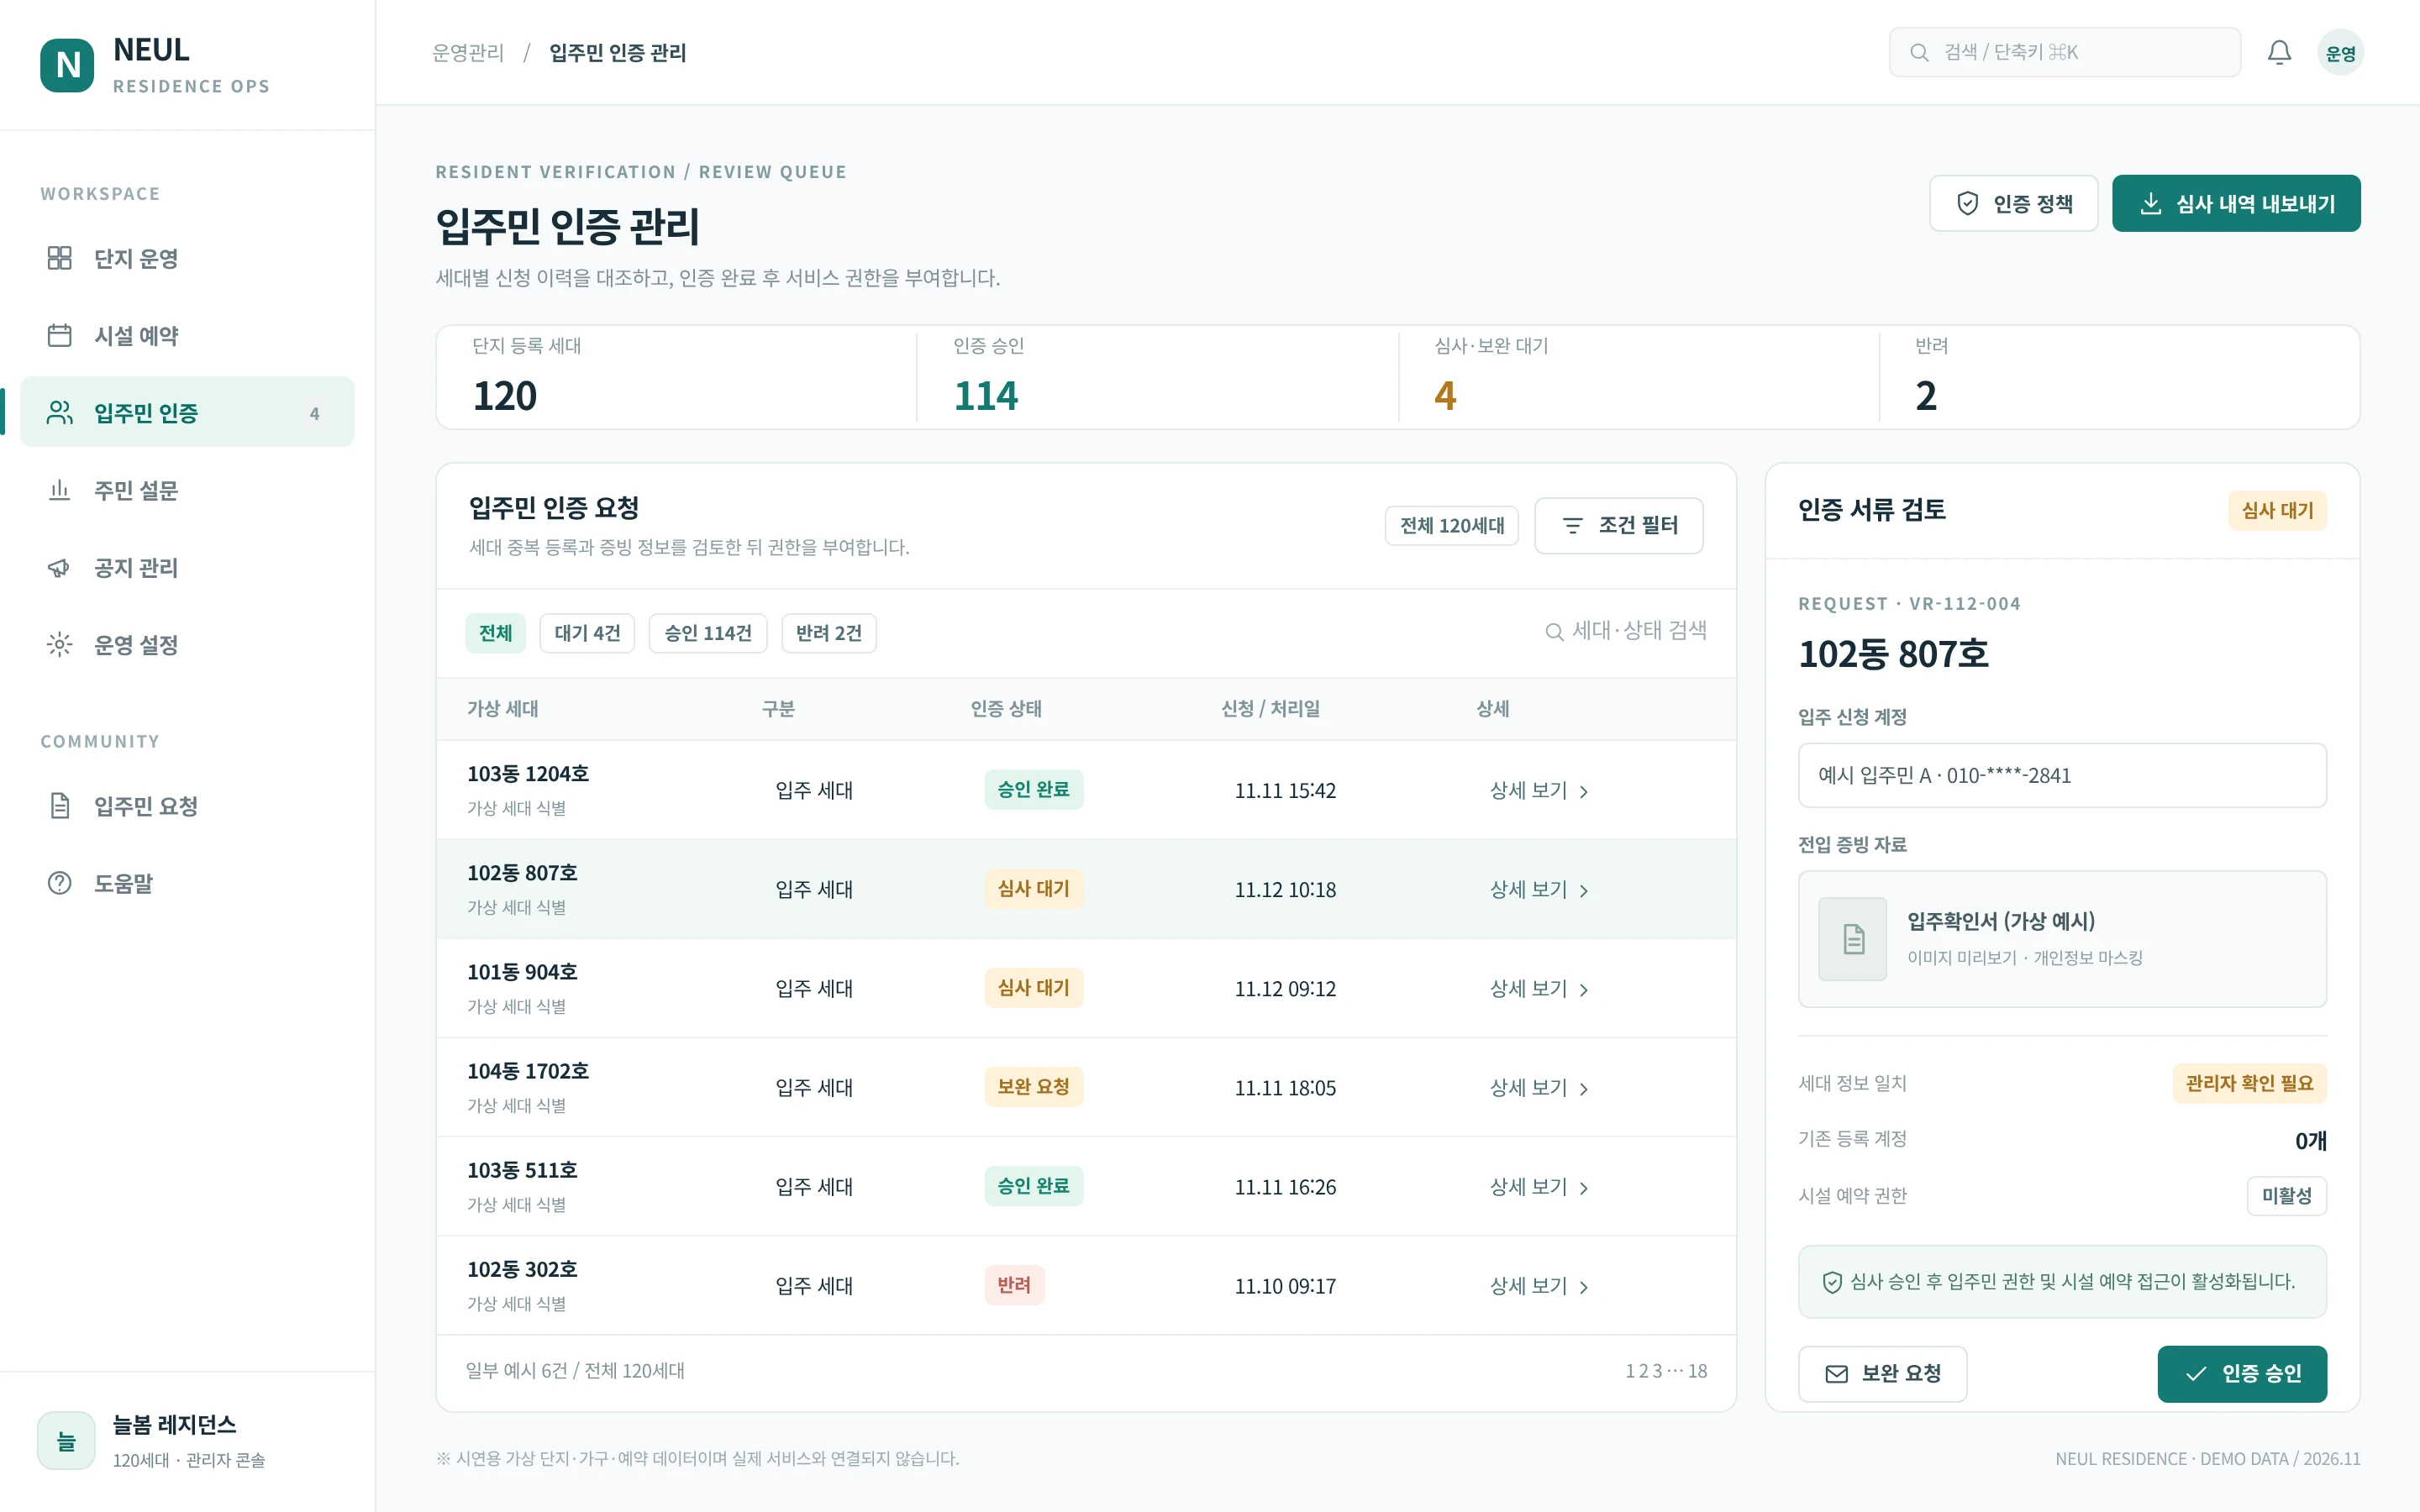 N
NEUL
RESIDENCE OPS
WORKSPACE
단지 운영
시설 예약
입주민 인증 4
주민 설문
공지 관리
운영 설정
COMMUNITY
입주민 요청
도움말
늘
늘봄 레지던스
120세대 · 관리자 콘솔
운영관리 / 입주민 인증 관리
검색 / 단축키 ⌘K
운영
RESIDENT VERIFICATION / REVIEW QUEUE
입주민 인증 관리
세대별 신청 이력을 대조하고, 인증 완료 후 서비스 권한을 부여합니다.
인증 정책
심사 내역 내보내기
단지 등록 세대
120
인증 승인
114
심사·보완 대기
4
반려
2
입주민 인증 요청
세대 중복 등록과 증빙 정보를 검토한 뒤 권한을 부여합니다.
전체 120세대
조건 필터
전체 대기 4건 승인 114건 반려 2건
세대·상태 검색
가상 세대 구분 인증 상태 신청 / 처리일 상세
103동 1204호
가상 세대 식별
입주 세대 승인 완료 11.11 15:42 상세 보기
102동 807호
가상 세대 식별
입주 세대 심사 대기 11.12 10:18 상세 보기
101동 904호
가상 세대 식별
입주 세대 심사 대기 11.12 09:12 상세 보기
104동 1702호
가상 세대 식별
입주 세대 보완 요청 11.11 18:05 상세 보기
103동 511호
가상 세대 식별
입주 세대 승인 완료 11.11 16:26 상세 보기
102동 302호
가상 세대 식별
입주 세대 반려 11.10 09:17 상세 보기
일부 예시 6건 / 전체 120세대
1 2 3 ⋯ 18
인증 서류 검토
심사 대기
REQUEST · VR-112-004
102동 807호
입주 신청 계정
예시 입주민 A · 010-****-2841
전입 증빙 자료
입주확인서 (가상 예시)
이미지 미리보기 · 개인정보 마스킹
세대 정보 일치 관리자 확인 필요
기존 등록 계정 0개
시설 예약 권한 미활성
심사 승인 후 입주민 권한 및 시설 예약 접근이 활성화됩니다.
보완 요청
인증 승인
※ 시연용 가상 단지·가구·예약 데이터이며 실제 서비스와 연결되지 않습니다.
NEUL RESIDENCE · DEMO DATA / 2026.11